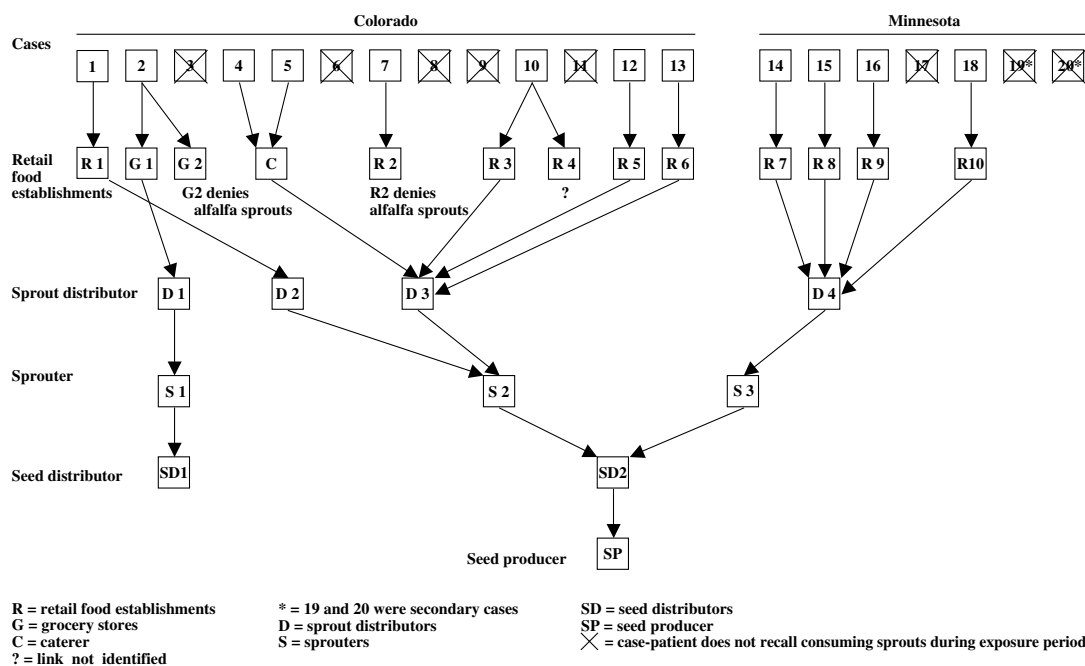 Colorado Minnesota
Cases
1 2 3 4 5 6 7 8 9 10 11 12 13 14 15 16 17 18 19* 20*
Retail food establishments
R 1 G 1 G 2 C R 2 R 3 R 4 R 5 R 6 R 7 R 8 R 9 R10
G2 denies alfalfa sprouts
R2 denies alfalfa sprouts
?
Sprout distributor D 1 D 2 D 3 D 4
Sprouter S 1 S 2 S 3
Seed distributor SD1 SD2
Seed producer SP
R = retail food establishments
G = grocery stores
C = caterer
? = link not identified
* = 19 and 20 were secondary cases
D = sprout distributors
S = sprouters
SD = seed distributors
SP = seed producer
= case-patient does not recall consuming sprouts during exposure period